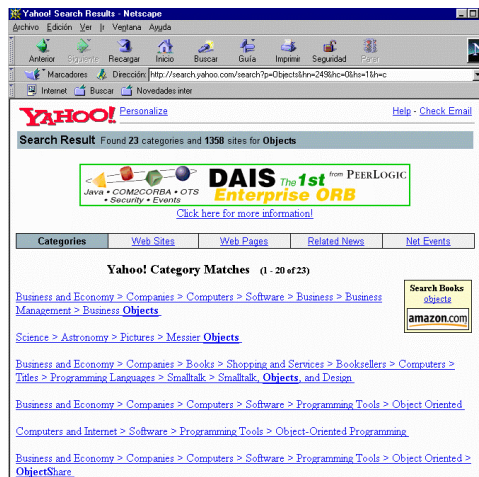 Yahoo! Search Results - Netscape
Archivo Edición Ver Ir Ventana Ayuda
Anterior Siguiente Recargar Inicio Buscar Guía Imprimir Seguridad Parar
Marcadores Dirección: http://search.yahoo.com/search?p=Objects&hn=249&hc=0&hs=1&h=c
Internet Buscar Novedades inter
YAHOO! Personalize Help - Check Email
Search Result Found 23 categories and 1358 sites for Objects
Java • COM2CORBA • OTS
• Security • Events
DAIS The 1st from PEERLOGIC
Enterprise ORB
Click here for more information!
Categories Web Sites Web Pages Related News Net Events
Yahoo! Category Matches (1 - 20 of 23)
Search Books
objects
amazon.com
Business and Economy > Companies > Computers > Software > Business > Business
Management > Business Objects
Science > Astronomy > Pictures > Messier Objects
Business and Economy > Companies > Books > Shopping and Services > Booksellers > Computers >
Titles > Programming Languages > Smalltalk > Smalltalk, Objects, and Design
Business and Economy > Companies > Computers > Software > Programming Tools > Object Oriented
Computers and Internet > Software > Programming Tools > Object-Oriented Programming
Business and Economy > Companies > Computers > Software > Programming Tools > Object Oriented >
ObjectShare